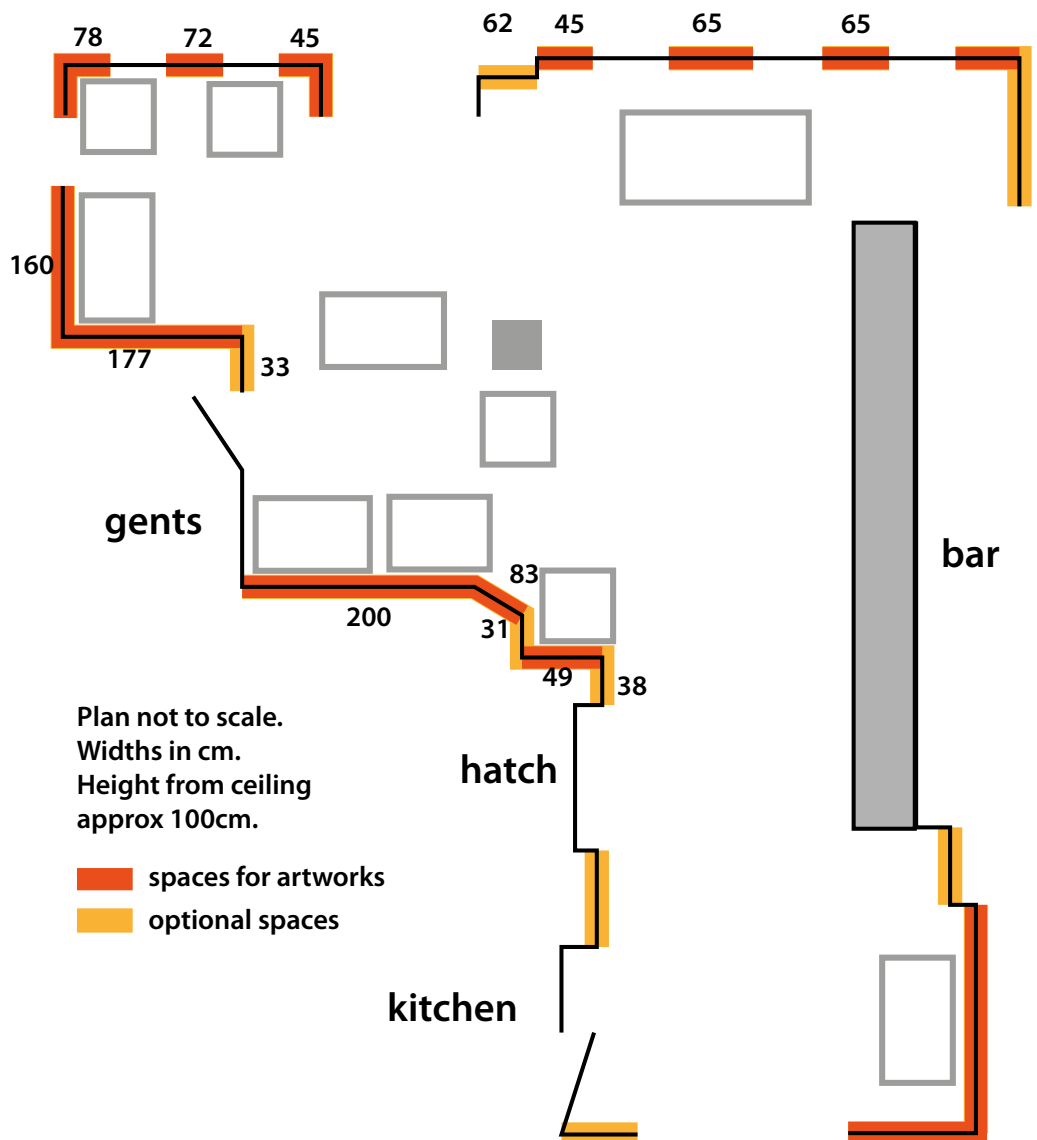 78 72 45 62 45 65 65
160
177
33
gents
bar
83
200
31
49
38
Plan not to scale.
Widths in cm.
Height from ceiling
approx 100cm.
hatch
spaces for artworks
optional spaces
kitchen